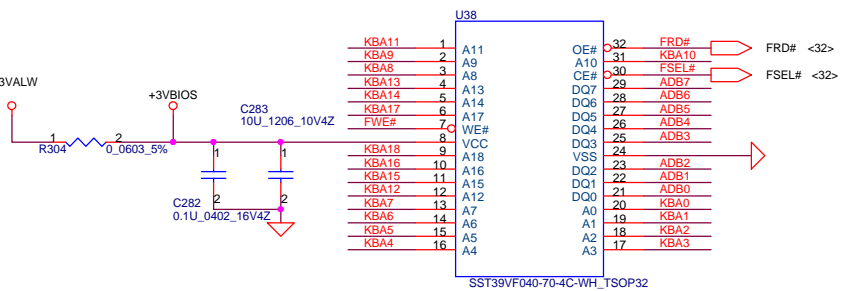 U38
KBA11 1 A11 OE# 32 FRD# FRD# <32>
KBA9 2 A9 A10 31 KBA10
KBA8 3 A8 CE# 30 FSEL# FSEL# <32>
KBA13 4 A13 DQ7 29 ADB7
KBA14 5 A14 DQ6 28 ADB6
KBA17 6 A17 DQ5 27 ADB5
FWE# 7 WE# DQ4 26 ADB4
8 VCC DQ3 25 ADB3
KBA18 9 A18 VSS 24
KBA16 10 A16 DQ2 23 ADB2
KBA15 11 A15 DQ1 22 ADB1
KBA12 12 A12 DQ0 21 ADB0
KBA7 13 A7 A0 20 KBA0
KBA6 14 A6 A1 19 KBA1
KBA5 15 A5 A2 18 KBA2
KBA4 16 A4 A3 17 KBA3
SST39VF040-70-4C-WH_TSOP32
3VALW
+3VBIOS
C283
10U_1206_10V4Z
1 2
R304 0_0603_5%
1 1
2 2
C282
0.1U_0402_16V4Z